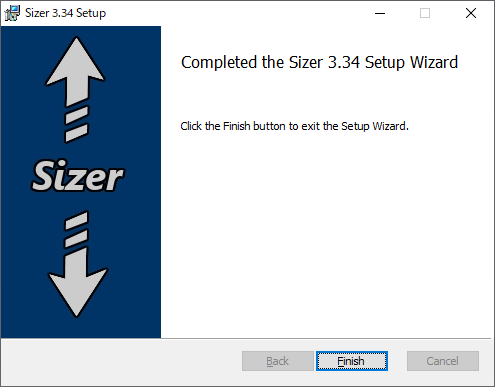 Sizer 3.34 Setup
Completed the Sizer 3.34 Setup Wizard
Click the Finish button to exit the Setup Wizard.
Sizer
Back
Finish
Cancel